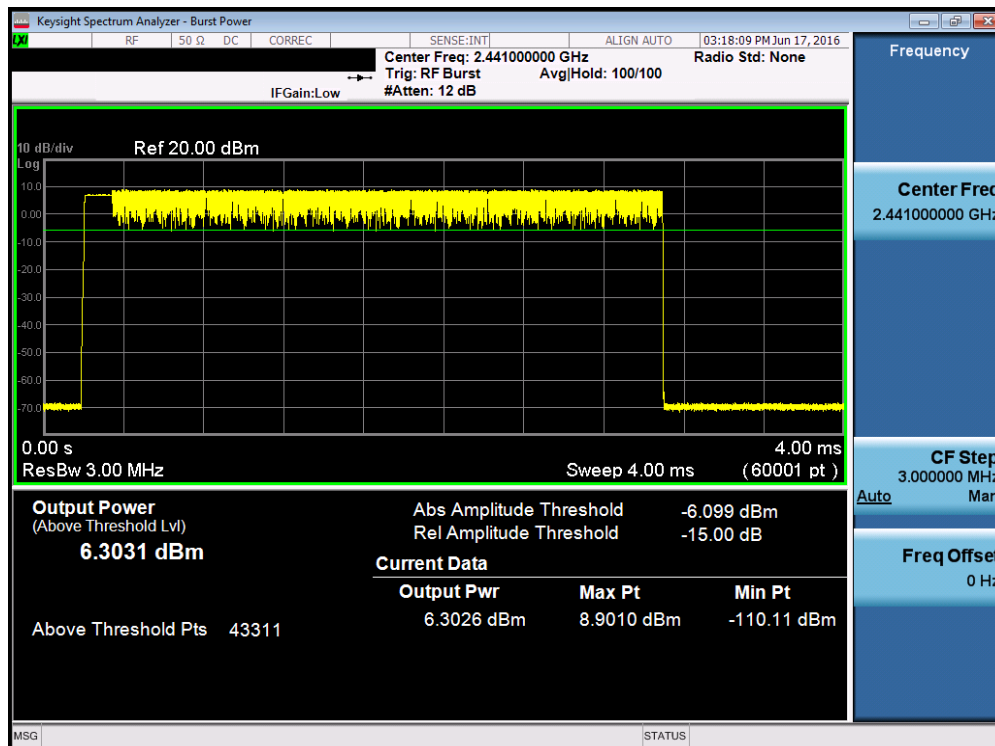 Keysight Spectrum Analyzer - Burst Power
LXI RF 50 Ω DC CORREC SENSE:INT ALIGN AUTO 03:18:09 PM Jun 17, 2016
Center Freq: 2.441000000 GHz Radio Std: None
Trig: RF Burst Avg|Hold: 100/100
IFGain:Low #Atten: 12 dB
10 dB/div Ref 20.00 dBm
Log
10.0
0.00
-10.0
-20.0
-30.0
-40.0
-50.0
-60.0
-70.0
0.00 s 4.00 ms
ResBw 3.00 MHz Sweep 4.00 ms (60001 pt)
Output Power
(Above Threshold Lvl)
6.3031 dBm
Above Threshold Pts 43311
Abs Amplitude Threshold -6.099 dBm
Rel Amplitude Threshold -15.00 dB
Current Data
Output Pwr Max Pt Min Pt
6.3026 dBm 8.9010 dBm -110.11 dBm
Frequency
Center Freq
2.441000000 GHz
CF Step
3.000000 MHz
Auto Man
Freq Offset
0 Hz
MSG STATUS